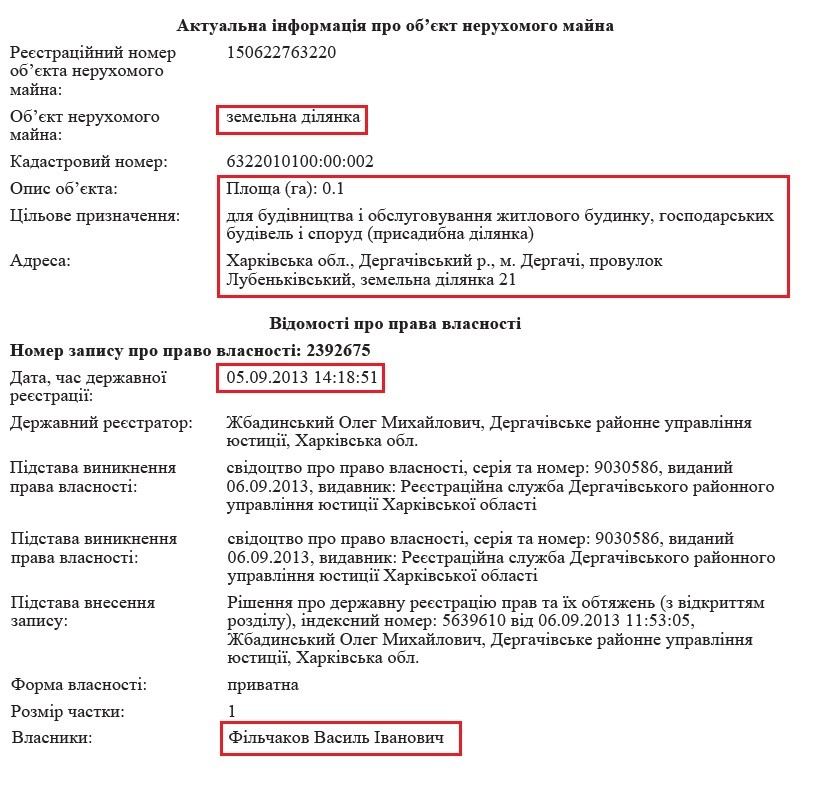 Актуальна інформація про об’єкт нерухомого майна
Реєстраційний номер об’єкта нерухомого майна: 150622763220
Об’єкт нерухомого майна: земельна ділянка
Кадастровий номер: 6322010100:00:002
Опис об’єкта: Площа (га): 0.1
Цільове призначення: для будівництва і обслуговування житлового будинку, господарських
будівель і споруд (присадибна ділянка)
Адреса: Харківська обл., Дергачівський р., м. Дергачі, провулок
Лубеньківський, земельна ділянка 21
Відомості про права власності
Номер запису про право власності: 2392675
Дата, час державної реєстрації: 05.09.2013 14:18:51
Державний реєстратор: Жбадинський Олег Михайлович, Дергачівське районне управління
юстиції, Харківська обл.
Підстава виникнення права власності: свідоцтво про право власності, серія та номер: 9030586, виданий
06.09.2013, видавник: Реєстраційна служба Дергачівського районного
управління юстиції Харківської області
Підстава виникнення права власності: свідоцтво про право власності, серія та номер: 9030586, виданий
06.09.2013, видавник: Реєстраційна служба Дергачівського районного
управління юстиції Харківської області
Підстава внесення запису: Рішення про державну реєстрацію прав та їх обтяжень (з відкриттям
розділу), індексний номер: 5639610 від 06.09.2013 11:53:05,
Жбадинський Олег Михайлович, Дергачівське районне управління
юстиції, Харківська обл.
Форма власності: приватна
Розмір частки: 1
Власники: Фільчаков Василь Іванович